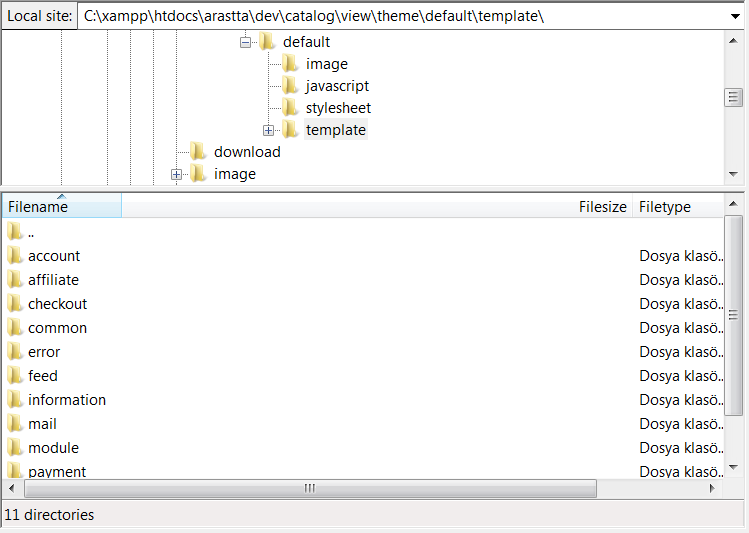 Local site: C:\xampp\htdocs\arastta\dev\catalog\view\theme\default\template\
default
image
javascript
stylesheet
template
download
image
Filename Filesize Filetype
..
account Dosya klasö...
affiliate Dosya klasö...
checkout Dosya klasö...
common Dosya klasö...
error Dosya klasö...
feed Dosya klasö...
information Dosya klasö...
mail Dosya klasö...
module Dosya klasö...
payment Dosya klasö...
11 directories